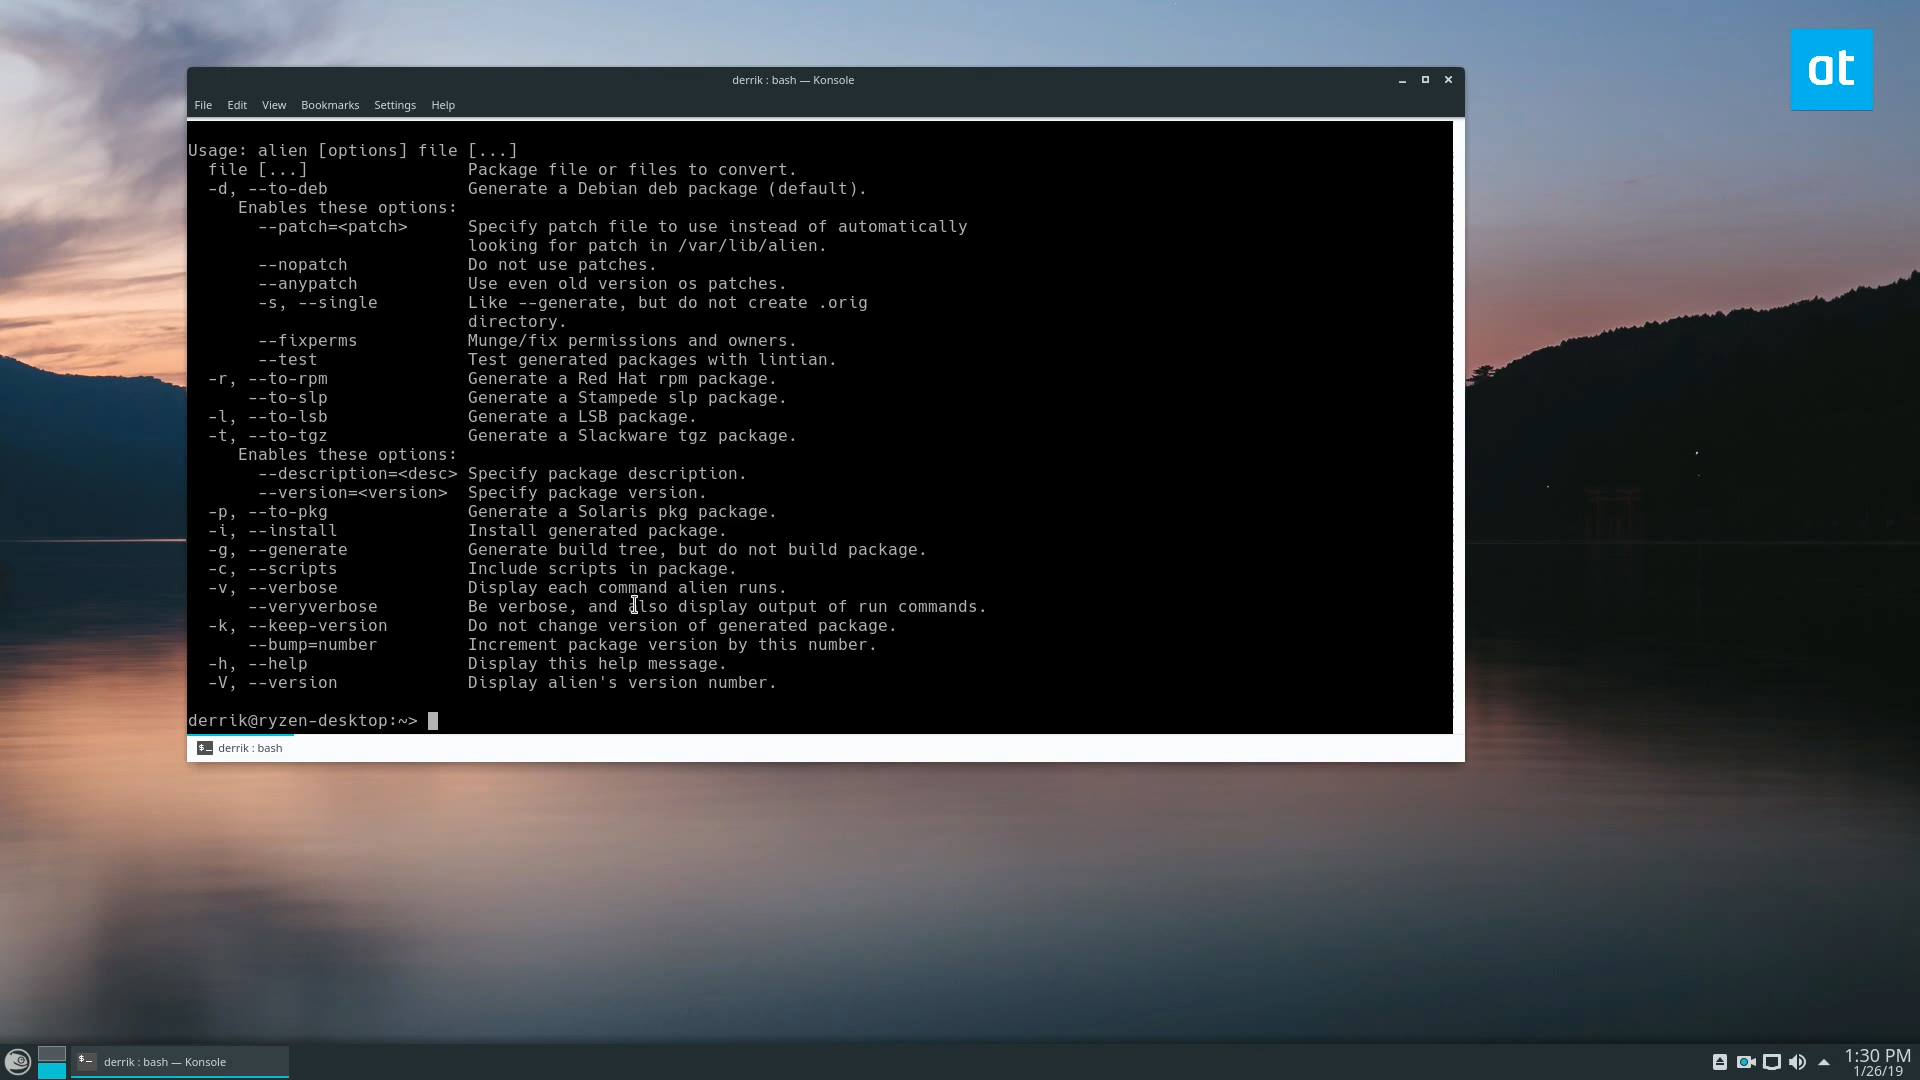 at
derrik : bash — Konsole
File Edit View Bookmarks Settings Help
Usage: alien [options] file [...]
file [...] Package file or files to convert.
-d, --to-deb Generate a Debian deb package (default).
Enables these options:
--patch=<patch> Specify patch file to use instead of automatically
looking for patch in /var/lib/alien.
--nopatch Do not use patches.
--anypatch Use even old version os patches.
-s, --single Like --generate, but do not create .orig
directory.
--fixperms Munge/fix permissions and owners.
--test Test generated packages with lintian.
-r, --to-rpm Generate a Red Hat rpm package.
--to-slp Generate a Stampede slp package.
-l, --to-lsb Generate a LSB package.
-t, --to-tgz Generate a Slackware tgz package.
Enables these options:
--description=<desc> Specify package description.
--version=<version> Specify package version.
-p, --to-pkg Generate a Solaris pkg package.
-i, --install Install generated package.
-g, --generate Generate build tree, but do not build package.
-c, --scripts Include scripts in package.
-v, --verbose Display each command alien runs.
--veryverbose Be verbose, and also display output of run commands.
-k, --keep-version Do not change version of generated package.
--bump=number Increment package version by this number.
-h, --help Display this help message.
-V, --version Display alien's version number.
derrik@ryzen-desktop:~>
derrik : bash
derrik : bash — Konsole
1:30 PM
1/26/19